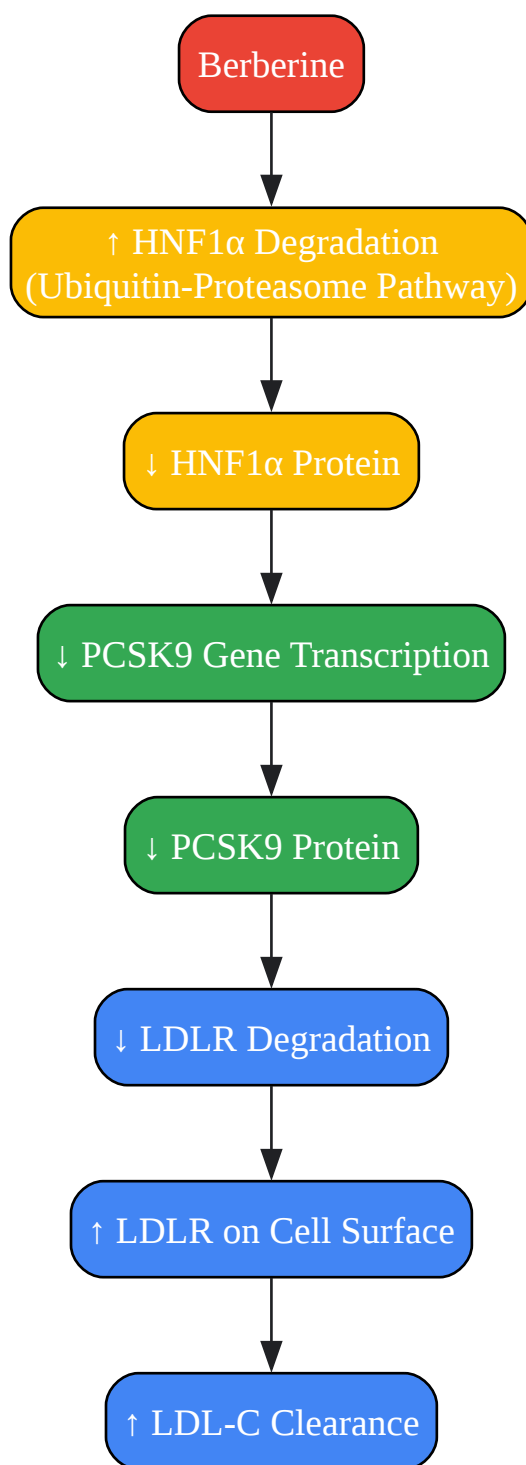 Berberine
↑ HNF1α Degradation
(Ubiquitin-Proteasome Pathway)
↓ HNF1α Protein
↓ PCSK9 Gene Transcription
↓ PCSK9 Protein
↓ LDLR Degradation
↑ LDLR on Cell Surface
↑ LDL-C Clearance